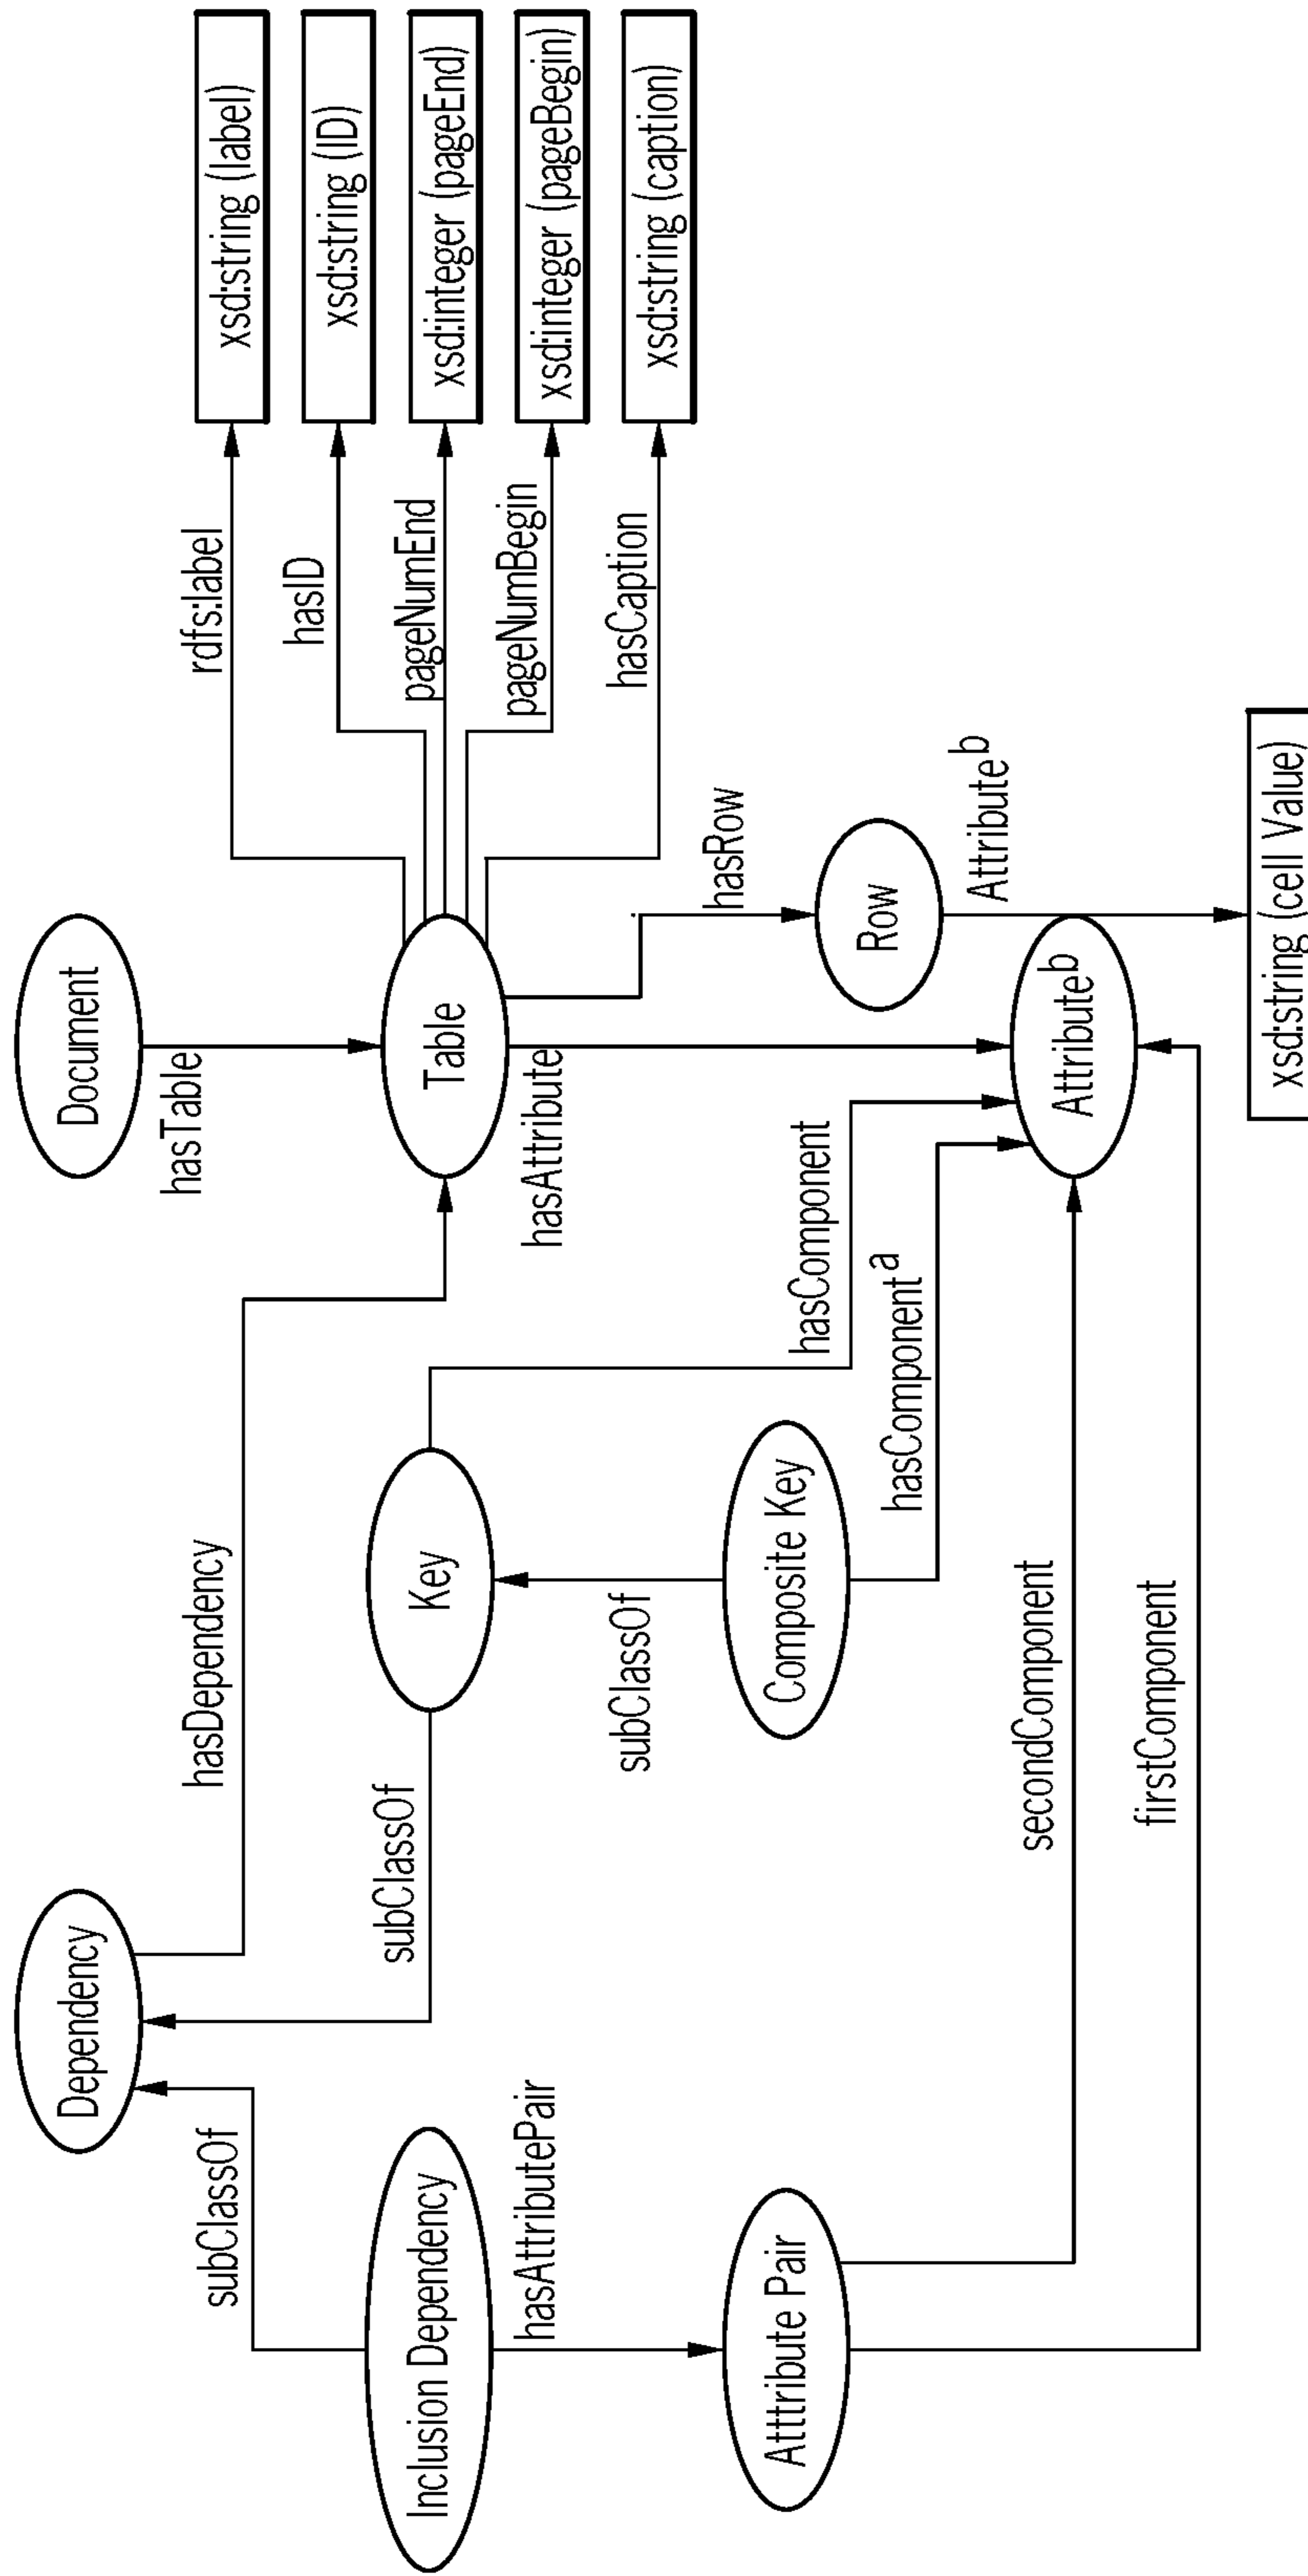 Dependency
Document
subClassOf
hasDependency
hasTable
rdfs:label
xsd:string (label)
hasID
xsd:string (ID)
Inclusion Dependency
subClassOf
Key
Table
pageNumEnd
xsd:integer (pageEnd)
hasAttributePair
hasAttribute
pageNumBegin
xsd:integer (pageBegin)
hasCaption
xsd:string (caption)
subClassOf
hasRow
Atttribute Pair
Composite Key
hasComponent
Row
hasComponent^a
Attribute^b
secondComponent
Attribute^b
firstComponent
xsd:string (cell Value)